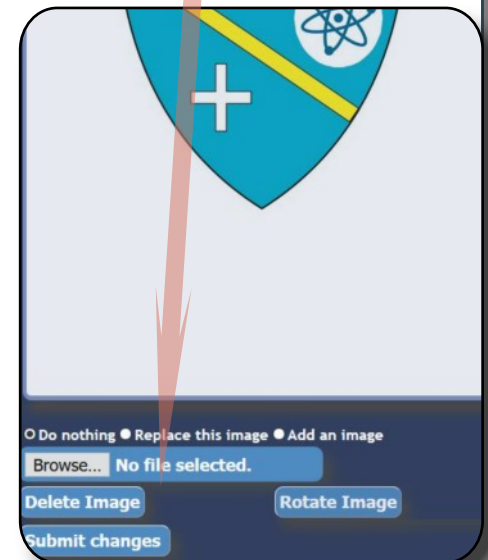 Do nothing Replace this image Add an image
Browse... No file selected.
Delete Image Rotate Image
Submit changes